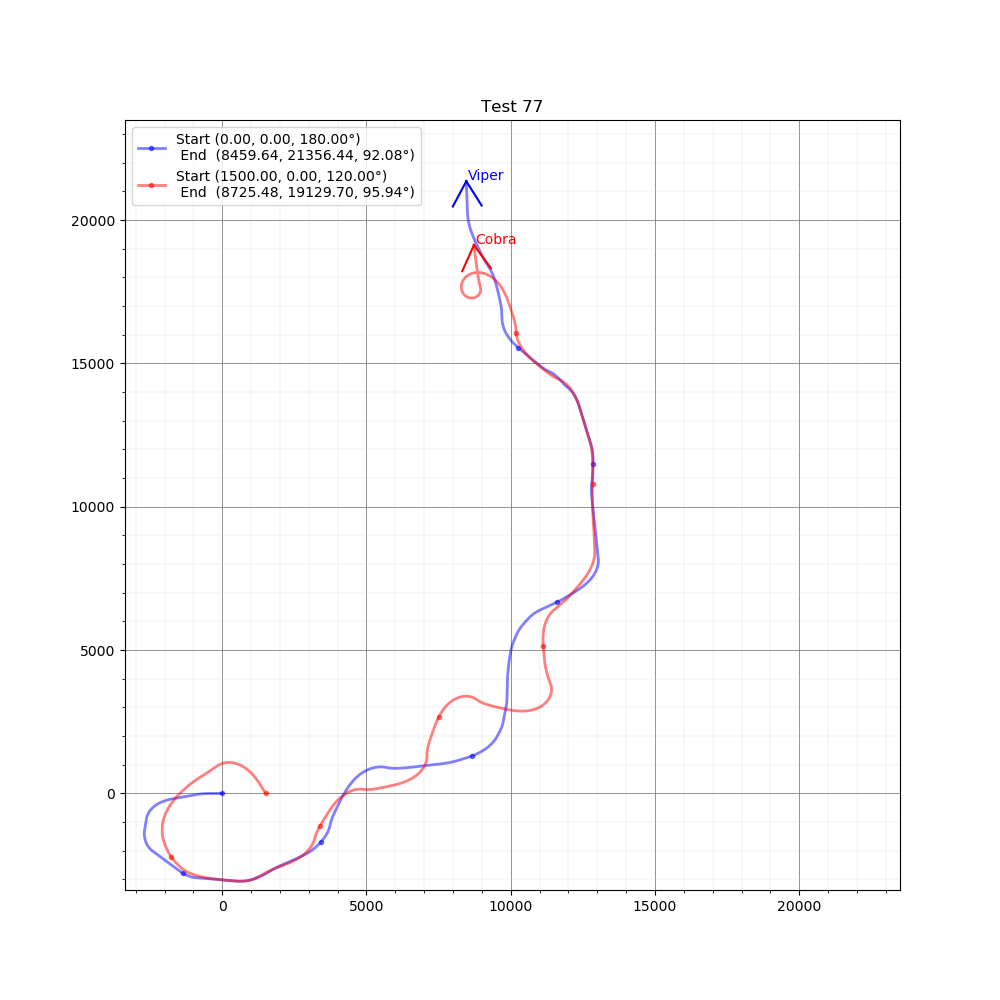 Test 77
Start (0.00, 0.00, 180.00°)
End (8459.64, 21356.44, 92.08°)
Start (1500.00, 0.00, 120.00°)
End (8725.48, 19129.70, 95.94°)
Viper
Cobra
20000
15000
10000
5000
0
0 5000 10000 15000 20000